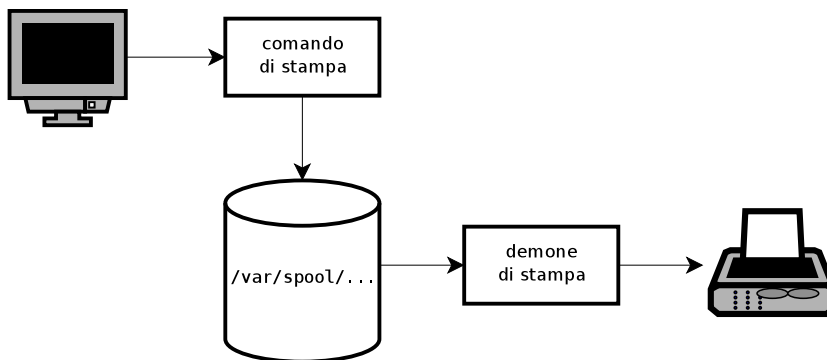 comando
di stampa
/var/spool/...
demone
di stampa